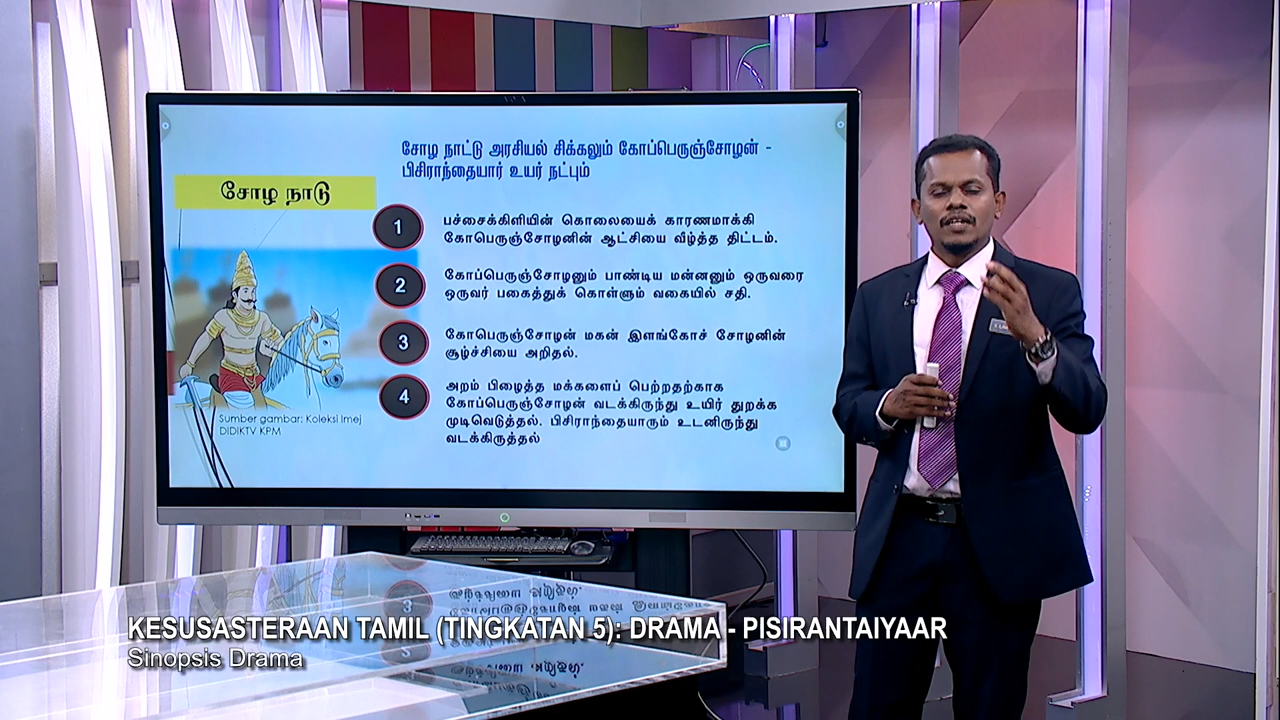 சோழ நாட்டு அரசியல் சிக்கலும் கோப்பெருஞ்சோழன் -
பிசிராந்தையார் உயர் நட்பும்
சோழ நாடு
1
பச்சைக்கிளியின் கொலையைக் காரணமாக்கி
கோபெருஞ்சோழனின் ஆட்சியை வீழ்த்த திட்டம்.
2
கோப்பெருஞ்சோழனும் பாண்டிய மன்னனும் ஒருவரை
ஒருவர் பகைத்துக் கொள்ளும் வகையில் சதி.
3
கோபெருஞ்சோழன் மகன் இளங்கோச் சோழனின்
சூழ்ச்சியை அறிதல்.
4
அறம் பிழைத்த மக்களைப் பெற்றதற்காக
கோப்பெருஞ்சோழன் வடக்கிருந்து உயிர் துறக்க
முடிவெடுத்தல். பிசிராந்தையாரும் உடனிருந்து
வடக்கிருத்தல்
Sumber gambar: Koleksi Imej
DIDIKTV KPM
KESUSASTERAAN TAMIL (TINGKATAN 5): DRAMA - PISIRANTAIYAAR
Sinopsis Drama